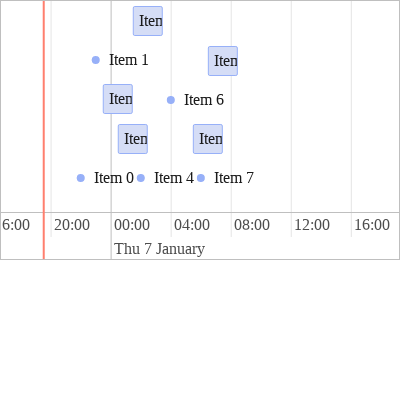 Item
Item 1
Item
Item
Item 6
Item
Item
Item 0
Item 4
Item 7
6:00
20:00
00:00
04:00
08:00
12:00
16:00
Thu 7 January